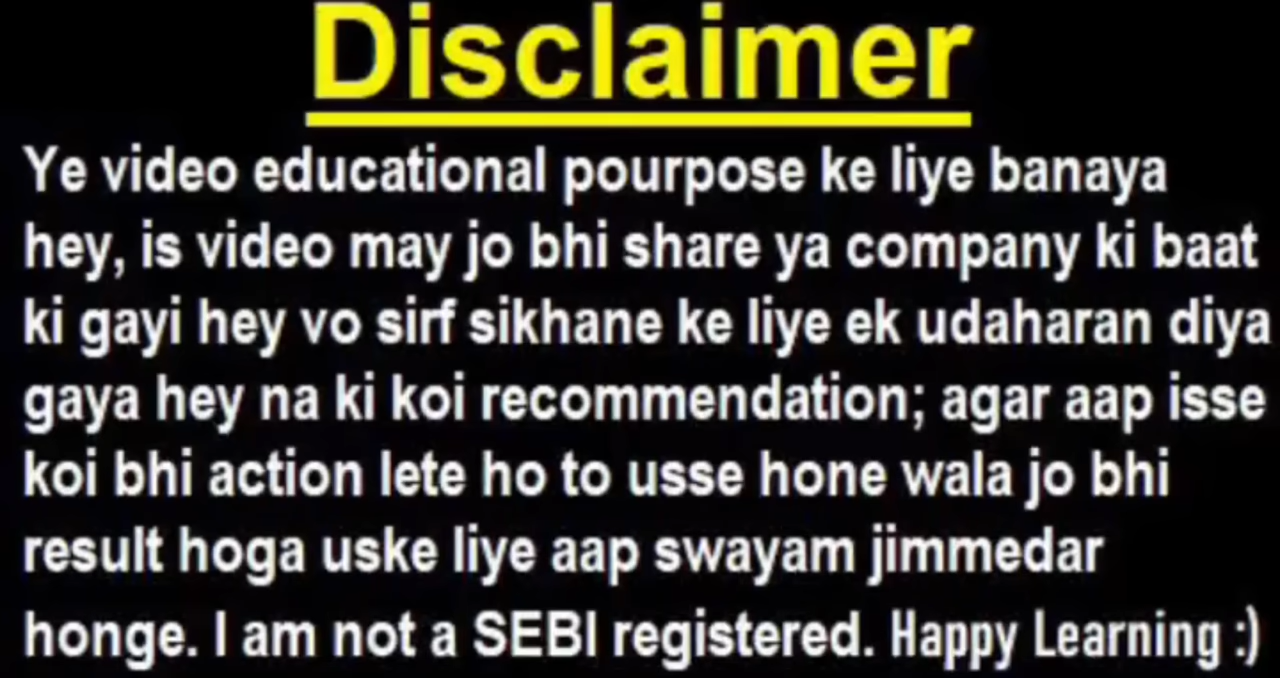 Disclaimer
Ye video educational pourpose ke liye banaya
hey, is video may jo bhi share ya company ki baat
ki gayi hey vo sirf sikhane ke liye ek udaharan diya
gaya hey na ki koi recommendation; agar aap isse
koi bhi action lete ho to usse hone wala jo bhi
result hoga uske liye aap swayam jimmedar
honge. I am not a SEBI registered. Happy Learning :)